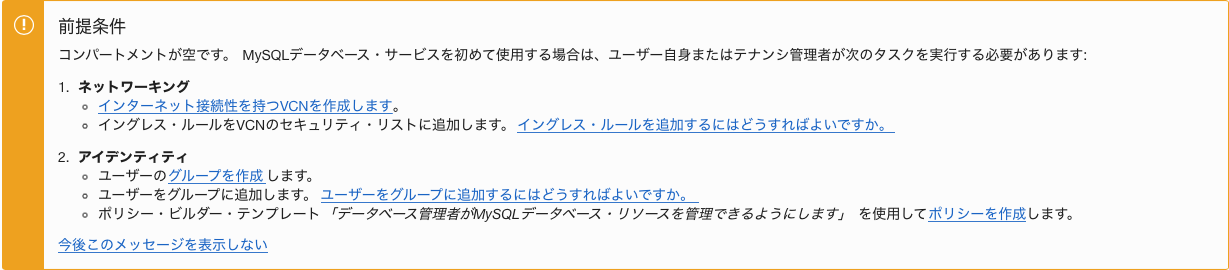 前提条件
コンパートメントが空です。 MySQLデータベース・サービスを初めて使用する場合は、ユーザー自身またはテナンシ管理者が次のタスクを実行する必要があります:
1. ネットワーキング
インターネット接続性を持つVCNを作成します。
イングレス・ルールをVCNのセキュリティ・リストに追加します。 イングレス・ルールを追加するにはどうすればよいですか。
2. アイデンティティ
ユーザーのグループを作成します。
ユーザーをグループに追加します。 ユーザーをグループに追加するにはどうすればよいですか。
ポリシー・ビルダー・テンプレート「データベース管理者がMySQLデータベース・リソースを管理できるようにします」 を使用してポリシーを作成します。
今後このメッセージを表示しない